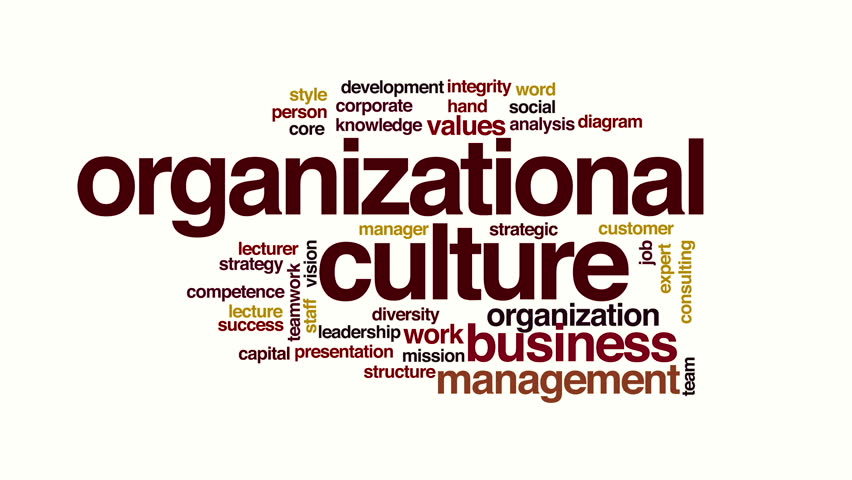 development integrity word
style
corporate hand social
person
core knowledge values analysis diagram
organizational
manager strategic customer
culture
lecturer
strategy
vision
job
expert
consulting
competence
teamwork
staff
lecture
success
diversity
organization
leadership work business
capital presentation mission
structure management
team